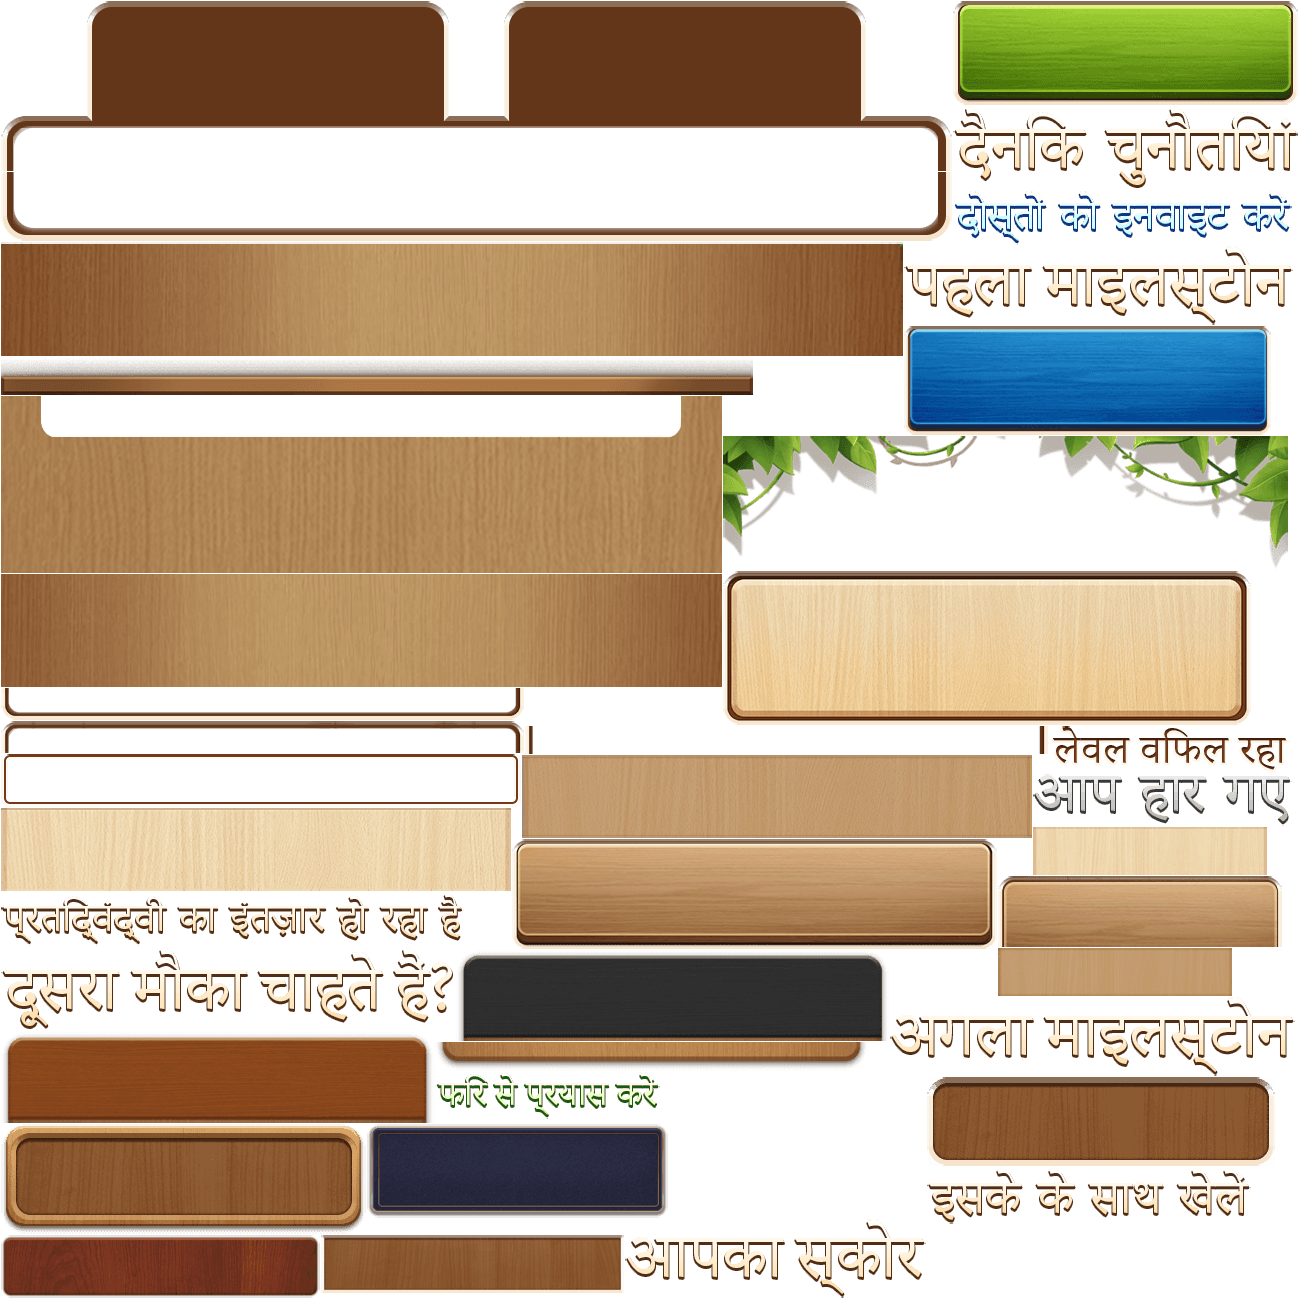 दैनकि चुनौतयािँ
दोस्तों को इनवाइट करें
पहला माइलस्टोन
लेवल वफिल रहा
आप हार गए
प्रतदि्वंद्वी का इंतज़ार हो रहा है
दूसरा मौका चाहते हैं?
अगला माइलस्टोन
फरि से प्रयास करें
इसके के साथ खेलें
आपका स्कोर